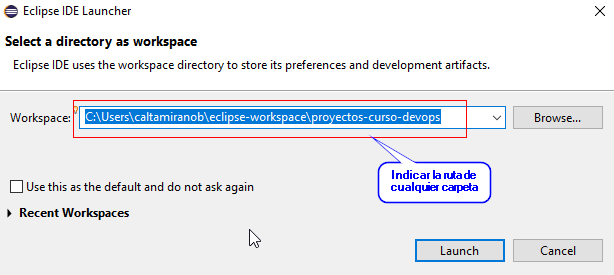 Eclipse IDE Launcher
Select a directory as workspace
Eclipse IDE uses the workspace directory to store its preferences and development artifacts.
Workspace: C:\Users\caltamiranob\eclipse-workspace\proyectos-curso-devops Browse...
Indicar la ruta de
cualquier carpeta
Use this as the default and do not ask again
Recent Workspaces
Launch Cancel